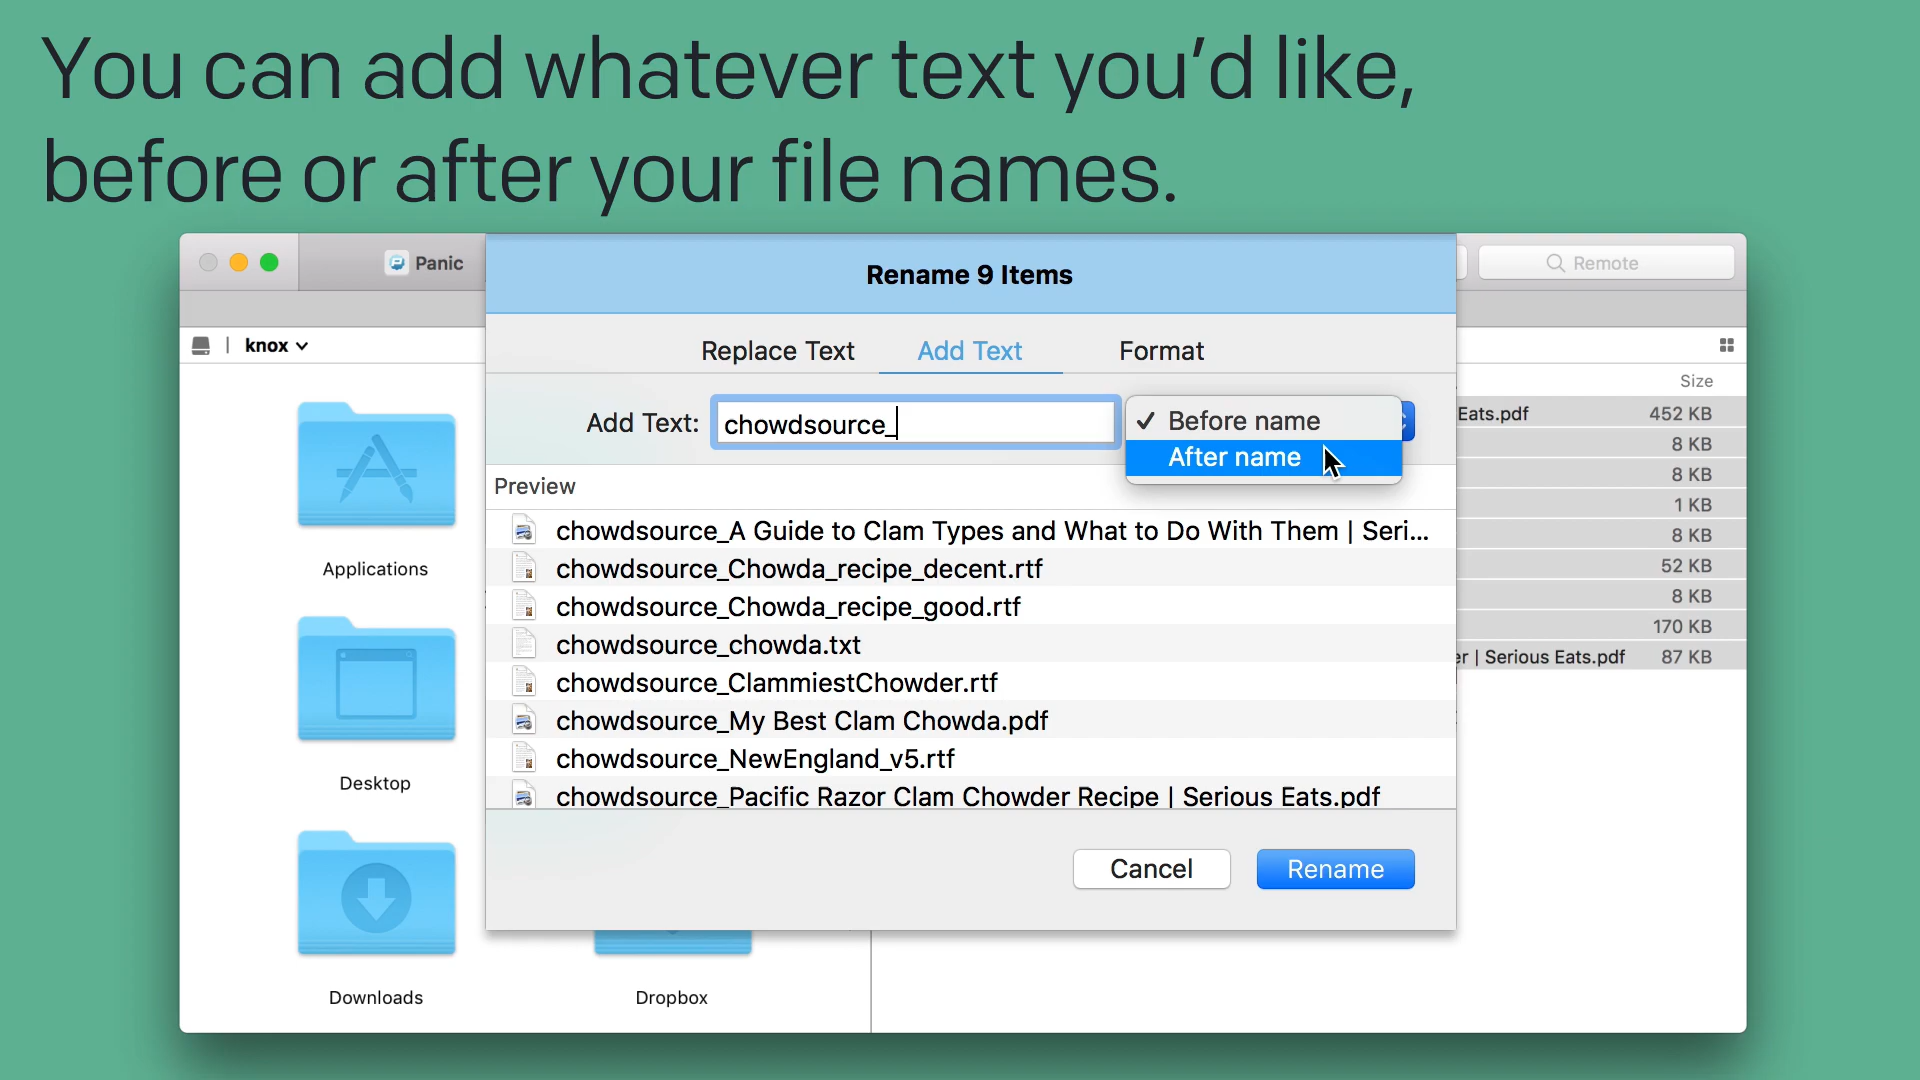 You can add whatever text you’d like,
before or after your file names.
Panic
Rename 9 Items
Remote
knox
Replace Text
Add Text
Format
Size
Add Text:
chowdsource_
✓ Before name
After name
Preview
chowdsource_A Guide to Clam Types and What to Do With Them | Seri...
chowdsource_Chowda_recipe_decent.rtf
chowdsource_Chowda_recipe_good.rtf
chowdsource_chowda.txt
chowdsource_ClammiestChowder.rtf
chowdsource_My Best Clam Chowda.pdf
chowdsource_NewEngland_v5.rtf
chowdsource_Pacific Razor Clam Chowder Recipe | Serious Eats.pdf
Eats.pdf 452 KB
8 KB
8 KB
1 KB
8 KB
52 KB
8 KB
170 KB
er | Serious Eats.pdf 87 KB
Cancel
Rename
Applications
Desktop
Downloads
Dropbox